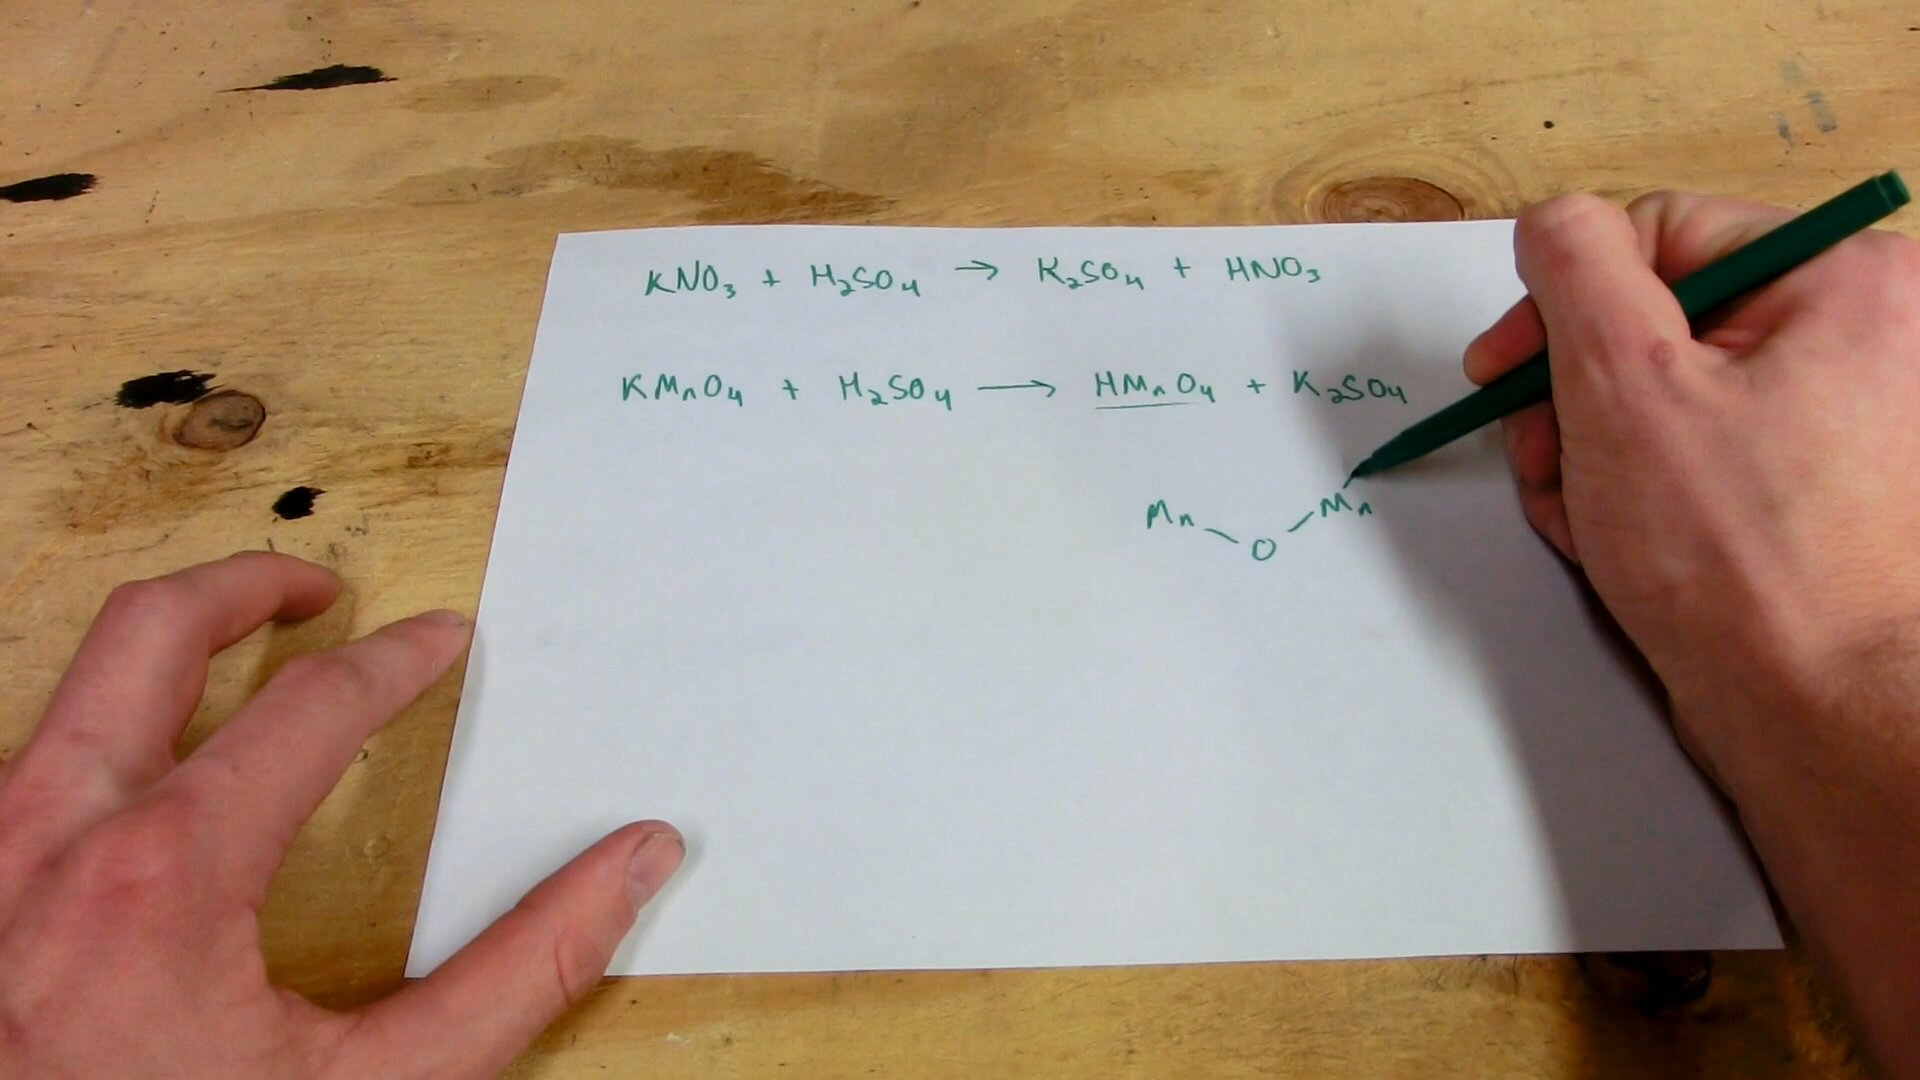 KNO₃ + H₂SO₄ → K₂SO₄ + HNO₃
KMnO₄ + H₂SO₄ → HMnO₄ + K₂SO₄
Mn O Mn